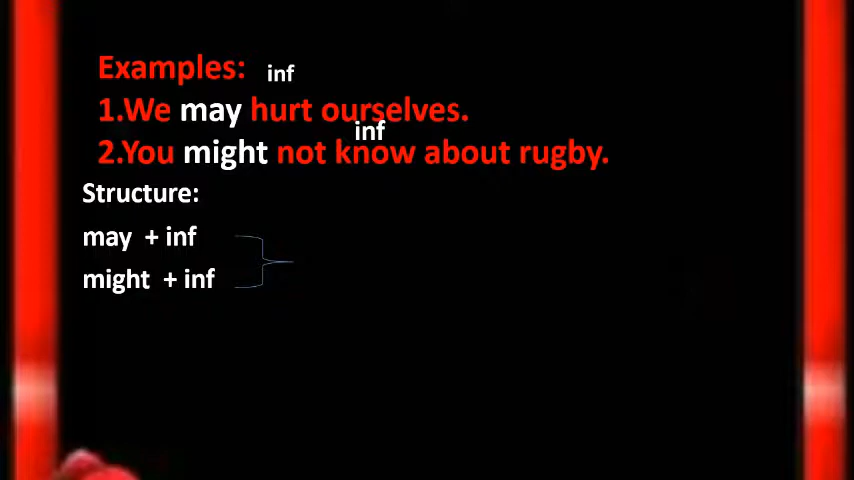 Examples: inf
1.We may hurt ourselves.
inf
2.You might not know about rugby.
Structure:
may + inf
might + inf